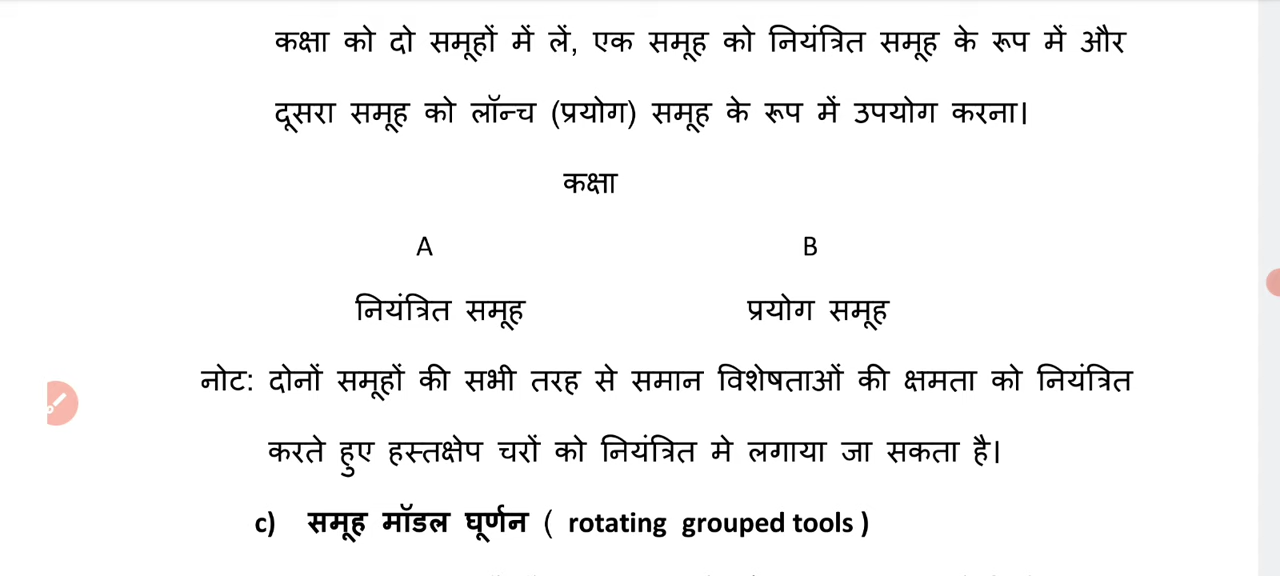 कक्षा को दो समूहों में लें, एक समूह को नियंत्रित समूह के रूप में और
दूसरा समूह को लॉन्च (प्रयोग) समूह के रूप में उपयोग करना।
कक्षा
A B
नियंत्रित समूह प्रयोग समूह
नोट: दोनों समूहों की सभी तरह से समान विशेषताओं की क्षमता को नियंत्रित
करते हुए हस्तक्षेप चरों को नियंत्रित मे लगाया जा सकता है।
c) समूह मॉडल घूर्णन ( rotating grouped tools )